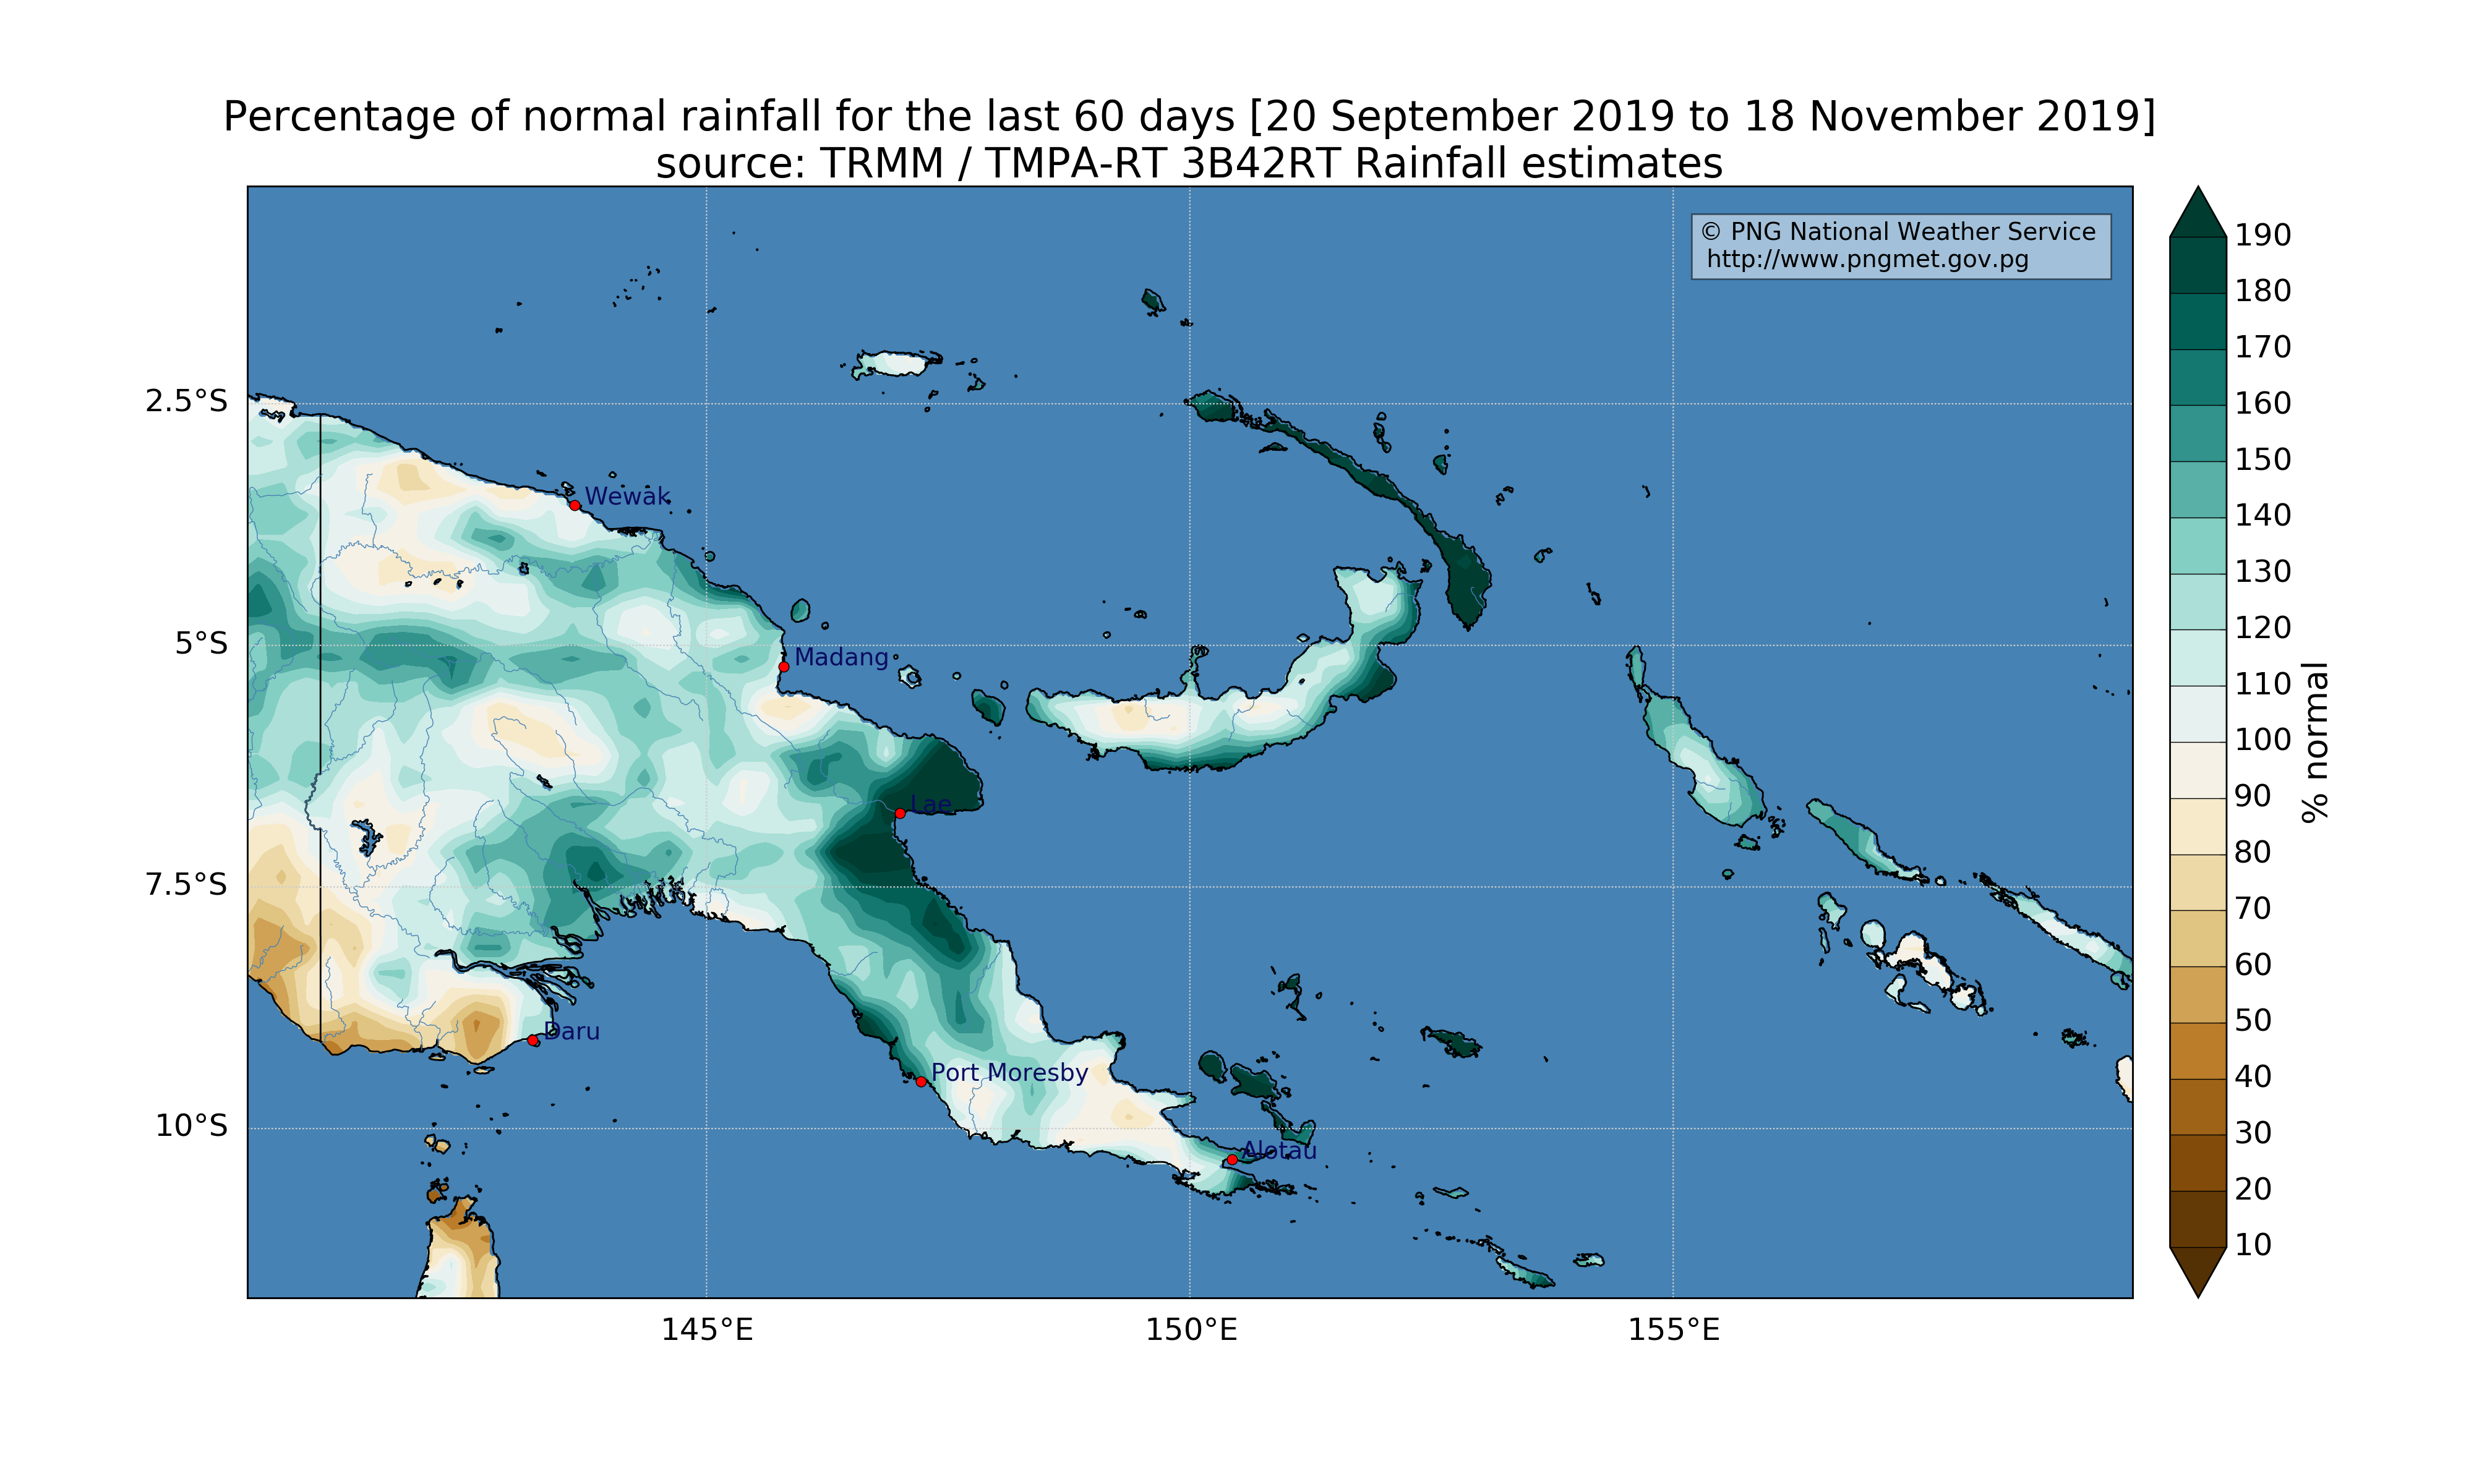 Percentage of normal rainfall for the last 60 days [20 September 2019 to 18 November 2019]
source: TRMM / TMPA-RT 3B42RT Rainfall estimates
© PNG National Weather Service
http://www.pngmet.gov.pg
2.5°S
5°S
7.5°S
10°S
Wewak
Madang
Lae
Daru
Port Moresby
Alotau
145°E
150°E
155°E
190
180
170
160
150
140
130
120
110
100
90
80
70
60
50
40
30
20
10
% normal